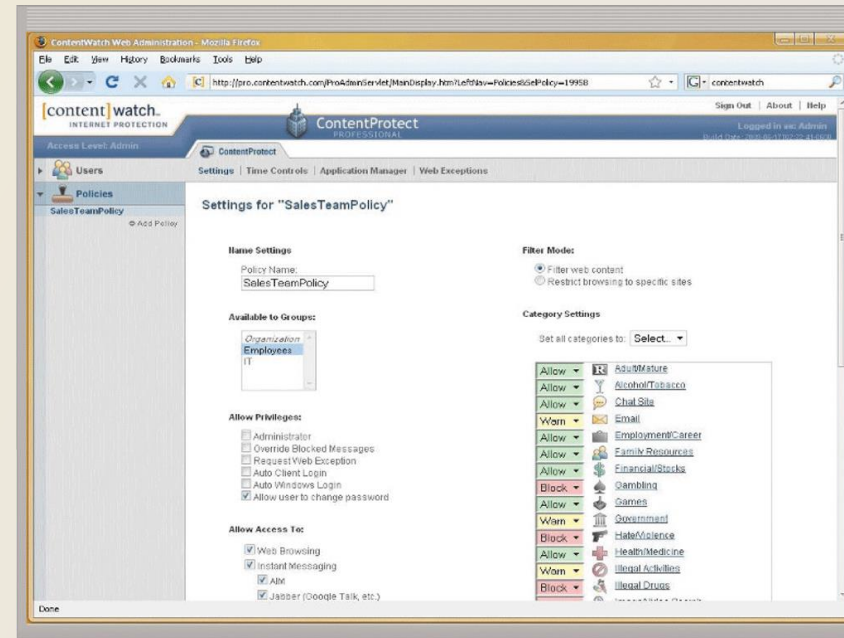 ContentWatch Web Administration - Mozilla Firefox
File Edit View History Bookmarks Tools Help
http://pro.contentwatch.com/ProAdminServlet/MainDisplay.htm?LeftNav=Policies&SelPolicy=19958
contentwatch
[content]watch
INTERNET PROTECTION
ContentProtect
PROFESSIONAL
Sign Out | About | Help
Logged in as: Admin
Access Level: Admin
ContentProtect
Users
Settings | Time Controls | Application Manager | Web Exceptions
Policies
SalesTeamPolicy
Add Policy
Settings for "SalesTeamPolicy"
Name Settings
Policy Name:
SalesTeamPolicy
Available to Groups:
Organization
Employees
IT
Allow Privileges:
Administrator
Override Blocked Messages
Request Web Exception
Auto Client Login
Auto Windows Login
Allow user to change password
Allow Access To:
Web Browsing
Instant Messaging
AIM
Jabber (Google Talk, etc.)
Filter Mode:
Filter web content
Restrict browsing to specific sites
Category Settings
Set all categories to: Select...
Allow Adult/Mature
Allow Alcohol/Tobacco
Allow Chat Site
Warn Email
Allow Employment/Career
Allow Family Resources
Allow Financial/Stocks
Block Gambling
Allow Games
Warn Government
Block Hate/Violence
Allow Health/Medicine
Warn Illegal Activities
Block Illegal Drugs
Done